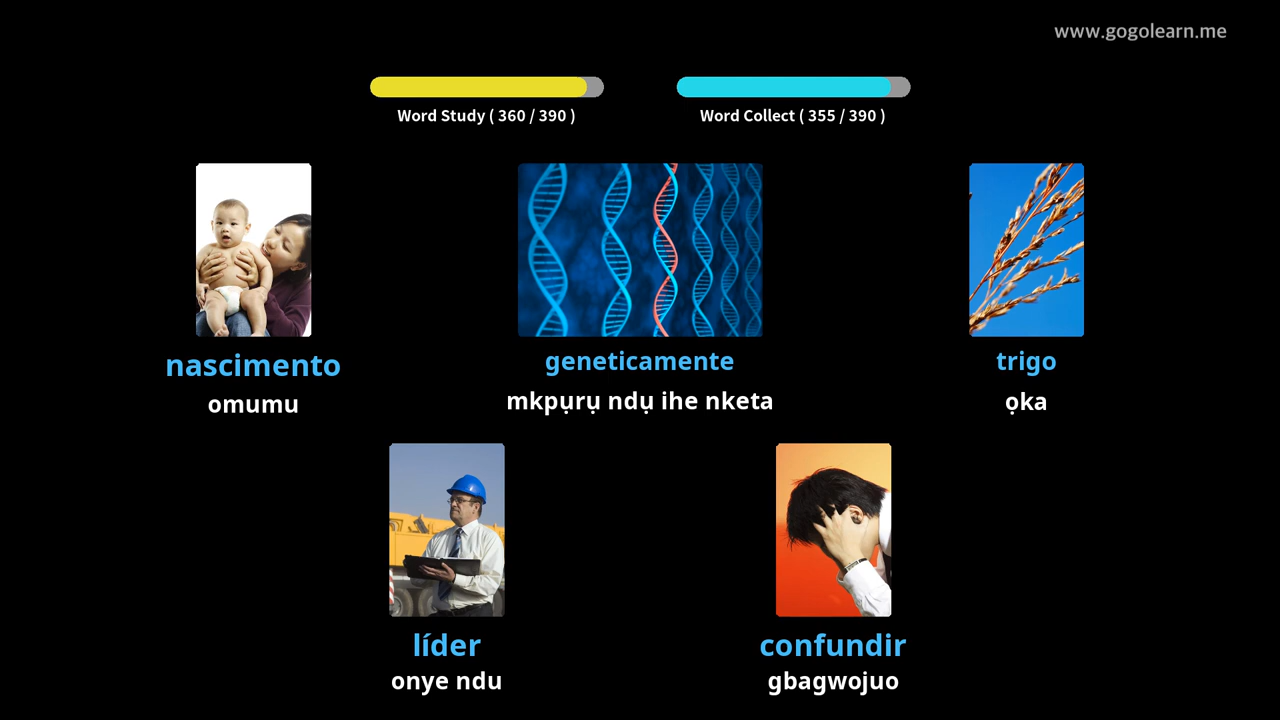 www.gogolearn.me
Word Study ( 360 / 390 )
Word Collect ( 355 / 390 )
nascimento
omumu
geneticamente
mkpụrụ ndụ ihe nketa
trigo
ọka
líder
onye ndu
confundir
gbagwojuo